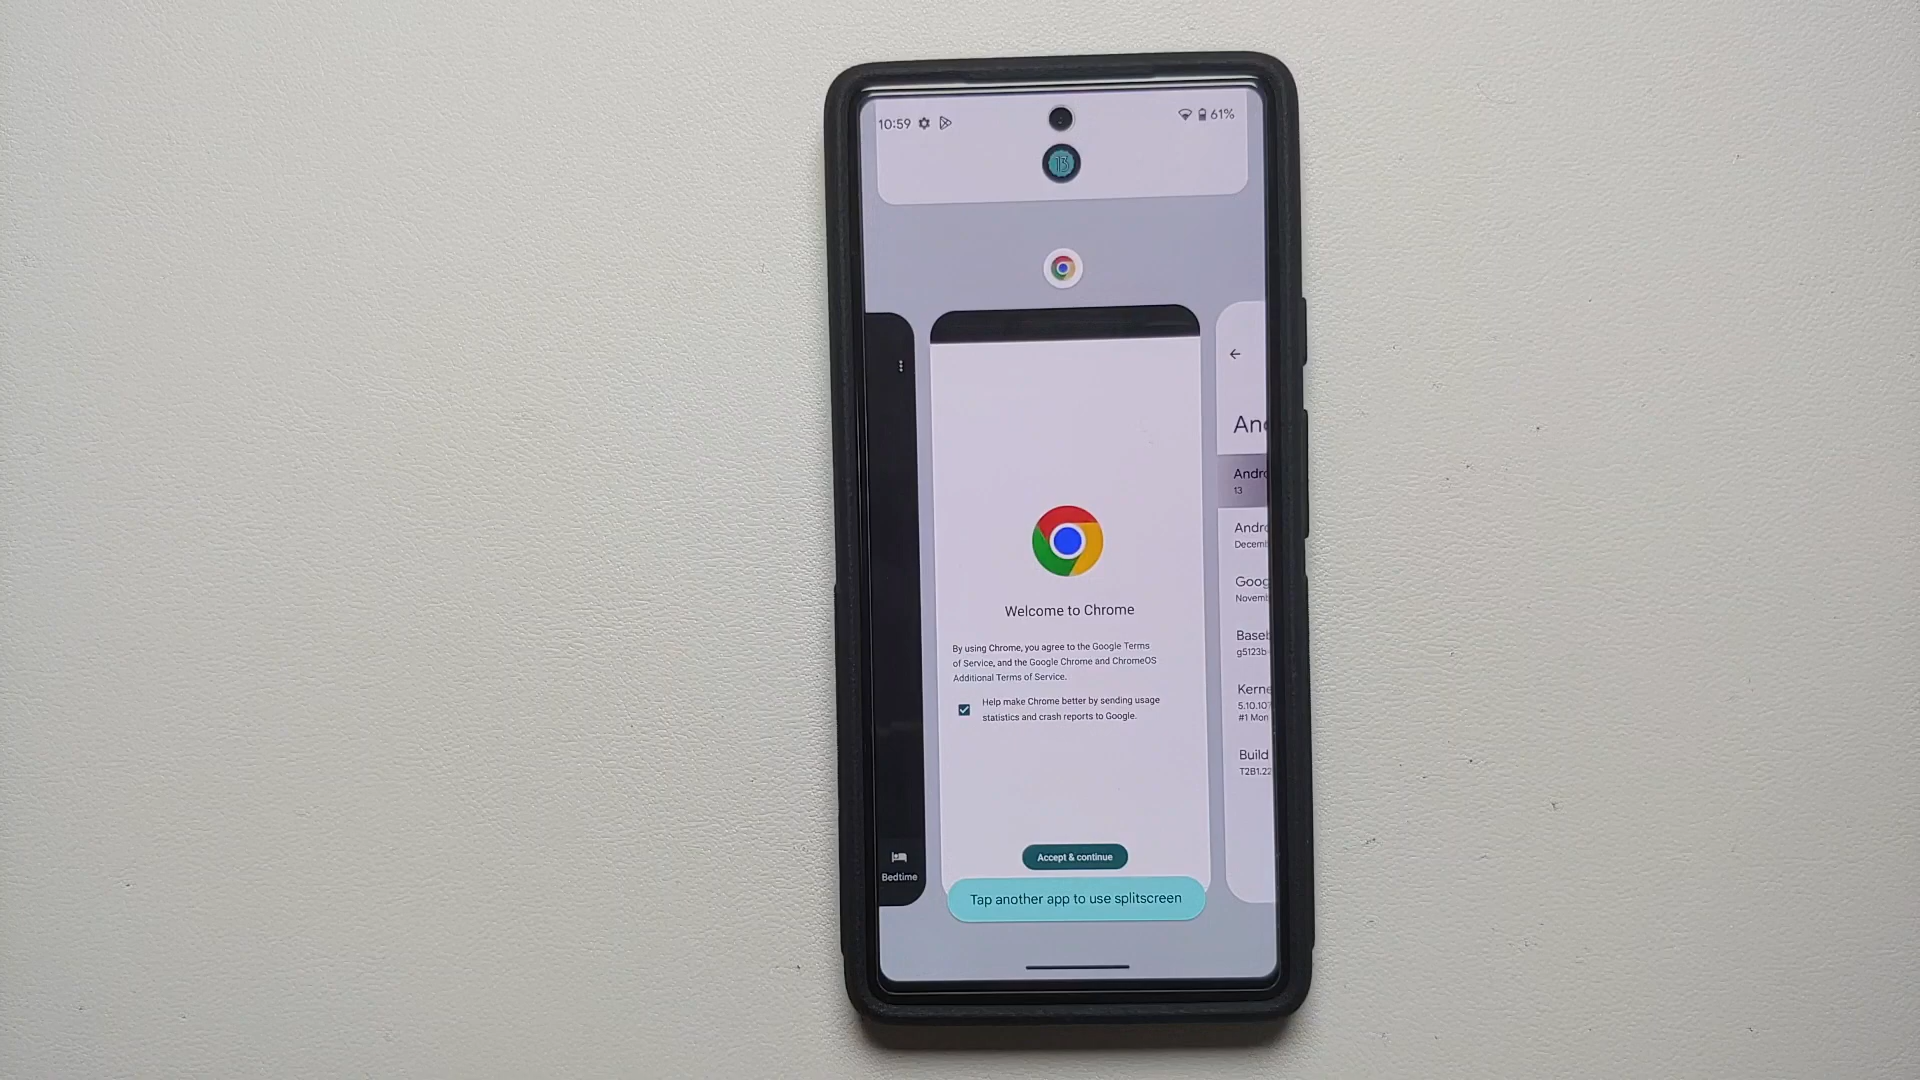 10:59
61%
13
Welcome to Chrome
By using Chrome, you agree to the Google Terms
of Service, and the Google Chrome and ChromeOS
Additional Terms of Service.
Help make Chrome better by sending usage
statistics and crash reports to Google.
Accept & continue
Tap another app to use splitscreen
Bedtime
And
Andro
13
Andro
Decemb
Goog
Novemb
Baseb
g5123b
Kerne
5.10.107
#1 Mon
Build
T2B1.22